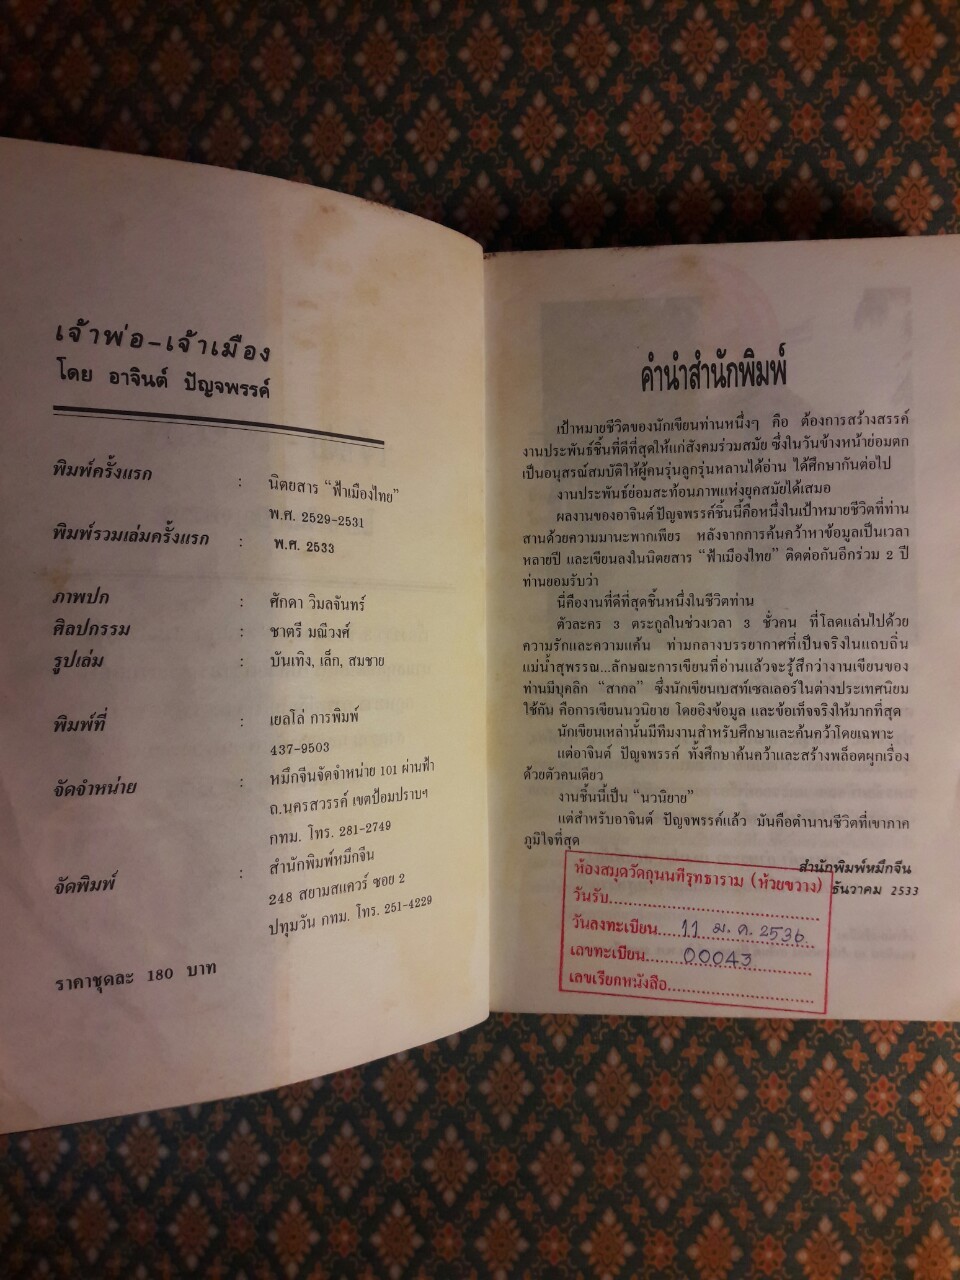 เจ้าพ่อ-เจ้าเมือง
โดย อาจินต์ ปัญจพรรค์
พิมพ์ครั้งแรก : นิตยสาร "ฟ้าเมืองไทย"
พ.ศ. 2529-2531
พิมพ์รวมเล่มครั้งแรก : พ.ศ. 2533
ภาพปก : ศักดา วิมลจันทร์
ศิลปกรรม : ชาตรี มณีวงศ์
รูปเล่ม : บันเทิง, เล็ก, สมชาย
พิมพ์ที่ : เยลโล่ การพิมพ์
437-9503
จัดจำหน่าย : หมึกจีนจัดจำหน่าย 101 ผ่านฟ้า
ถ.นครสวรรค์ เขตป้อมปราบฯ
กทม. โทร. 281-2749
จัดพิมพ์ : สำนักพิมพ์หมึกจีน
248 สยามสแควร์ ซอย 2
ปทุมวัน กทม. โทร. 251-4229
ราคาชุดละ 180 บาท
คำนำสำนักพิมพ์
เป้าหมายชีวิตของนักเขียนท่านหนึ่งๆ คือ ต้องการสร้างสรรค์
งานประพันธ์ชิ้นที่ดีที่สุดให้แก่สังคมร่วมสมัย ซึ่งในวันข้างหน้าย่อมตก
เป็นอนุสรณ์สมบัติให้ผู้คนรุ่นลูกรุ่นหลานได้อ่าน ได้ศึกษากันต่อไป
งานประพันธ์ย่อมสะท้อนภาพแห่งยุคสมัยได้เสมอ
ผลงานของอาจินต์ ปัญจพรรค์ชิ้นนี้คือหนึ่งในเป้าหมายชีวิตที่ท่าน
สานด้วยความมานะพากเพียร หลังจากการค้นคว้าหาข้อมูลเป็นเวลา
หลายปี และเขียนลงในนิตยสาร "ฟ้าเมืองไทย" ติดต่อกันอีกร่วม 2 ปี
ท่านยอมรับว่า
นี่คืองานที่ดีที่สุดชิ้นหนึ่งในชีวิตท่าน
ตัวละคร 3 ตระกูลในช่วงเวลา 3 ชั่วคน ที่โลดแล่นไปด้วย
ความรักและความแค้น ท่ามกลางบรรยากาศที่เป็นจริงในแถบถิ่น
แม่น้ำสุพรรณ...ลักษณะการเขียนที่อ่านแล้วจะรู้สึกว่างานเขียนของ
ท่านมีบุคลิก "สากล" ซึ่งนักเขียนเบสท์เซลเลอร์ในต่างประเทศนิยม
ใช้กัน คือการเขียนนวนิยาย โดยอิงข้อมูล และข้อเท็จจริงให้มากที่สุด
นักเขียนเหล่านั้นมีทีมงานสำหรับศึกษาและค้นคว้าโดยเฉพาะ
แต่อาจินต์ ปัญจพรรค์ ทั้งศึกษาค้นคว้าและสร้างพล็อตผูกเรื่อง
ด้วยตัวคนเดียว
งานชิ้นนี้เป็น "นวนิยาย"
แต่สำหรับอาจินต์ ปัญจพรรค์แล้ว มันคือตำนานชีวิตที่เขาภาค
ภูมิใจที่สุด
สำนักพิมพ์หมึกจีน
ธันวาคม 2533
ห้องสมุดวัดกุนนทีรุทธาราม (ห้วยขวาง)
วันรับ
วันลงทะเบียน 11 ม.ค. 2536
เลขทะเบียน 00043
เลขเรียกหนังสือ